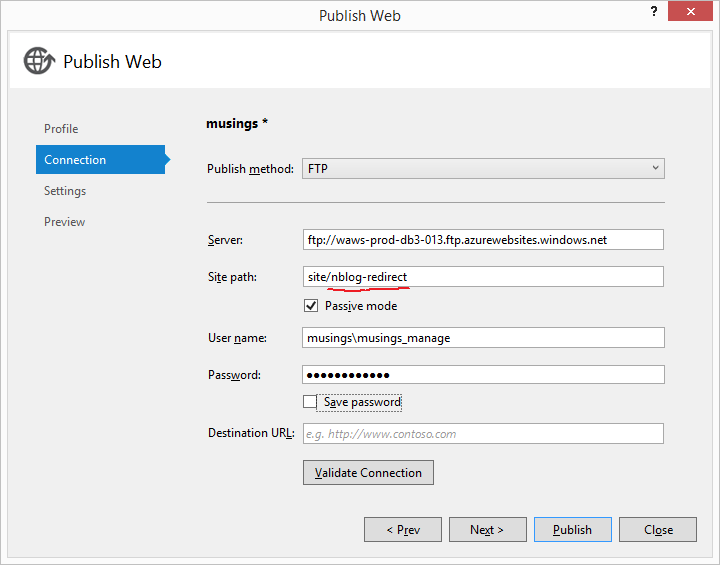 Publish Web
?
Publish Web
Profile
Connection
Settings
Preview
musings *
Publish method: FTP
Server: ftp://waws-prod-db3-013.ftp.azurewebsites.windows.net
Site path: site/nblog-redirect
Passive mode
User name: musings\musings_manage
Password: ●●●●●●●●●●●●
Save password
Destination URL: e.g. http://www.contoso.com
Validate Connection
< Prev Next > Publish Close